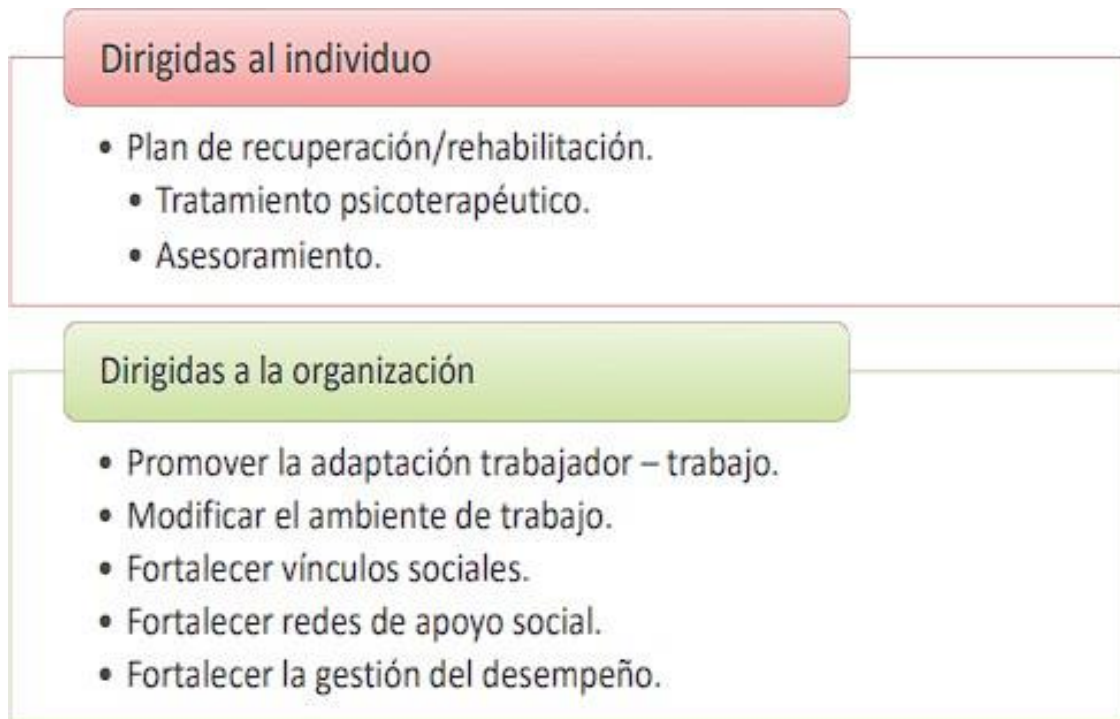 Dirigidas al individuo
• Plan de recuperación/rehabilitación.
• Tratamiento psicoterapéutico.
• Asesoramiento.
Dirigidas a la organización
• Promover la adaptación trabajador – trabajo.
• Modificar el ambiente de trabajo.
• Fortalecer vínculos sociales.
• Fortalecer redes de apoyo social.
• Fortalecer la gestión del desempeño.